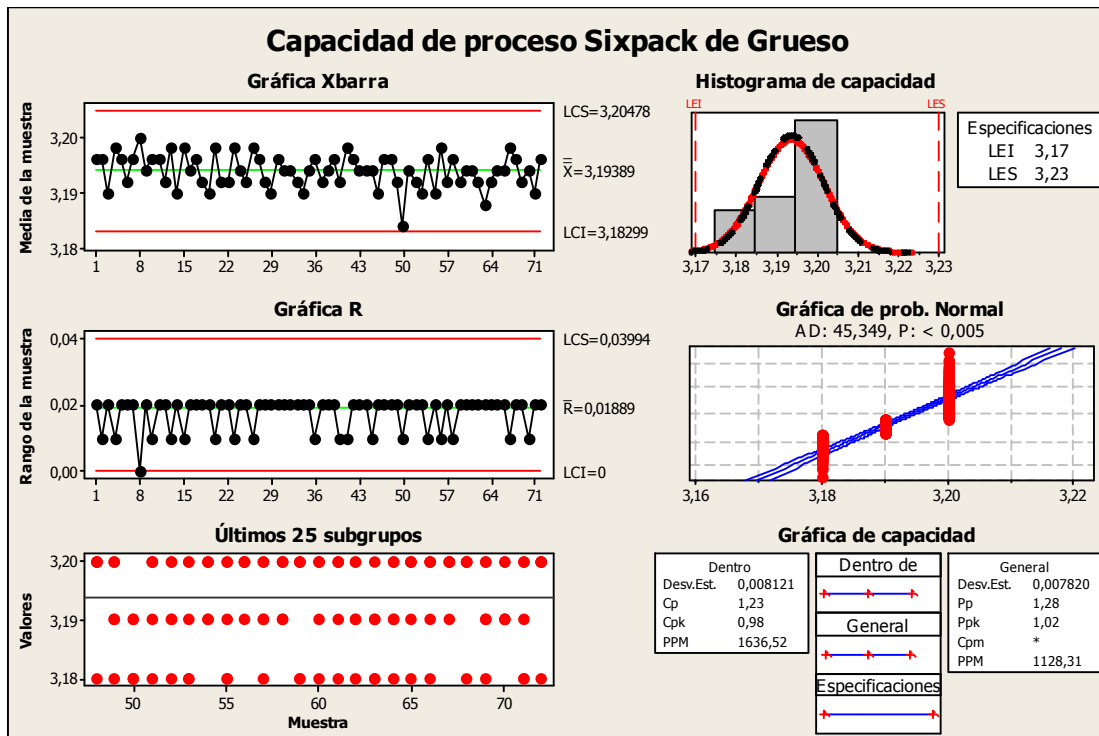 Capacidad de proceso Sixpack de Grueso
Gráfica Xbarra
Media de la muestra
3,20
3,19
3,18
1 8 15 22 29 36 43 50 57 64 71
LCS=3,20478
X=3,19389
LCI=3,18299
Histograma de capacidad
LEI LES
3,17 3,18 3,19 3,20 3,21 3,22 3,23
Especificaciones
LEI 3,17
LES 3,23
Gráfica R
Rango de la muestra
0,04
0,02
0,00
1 8 15 22 29 36 43 50 57 64 71
LCS=0,03994
R=0,01889
LCI=0
Gráfica de prob. Normal
AD: 45,349, P: < 0,005
3,16 3,18 3,20 3,22
Últimos 25 subgrupos
Valores
3,20
3,19
3,18
50 55 60 65 70
Muestra
Gráfica de capacidad
Dentro
Desv.Est. 0,008121
Cp 1,23
Cpk 0,98
PPM 1636,52
Dentro de
General
Especificaciones
General
Desv.Est. 0,007820
Pp 1,28
Ppk 1,02
Cpm *
PPM 1128,31